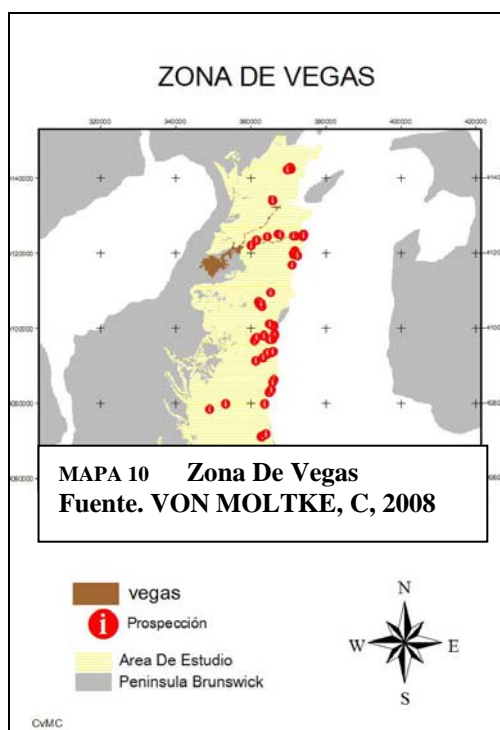 ZONA DE VEGAS
320000 340000 360000 380000 400000 420000
MAPA 10 Zona De Vegas
Fuente. VON MOLTKE, C, 2008
vegas
i Prospección
Area De Estudio
Peninsula Brunswick
N
W E
S
CvMC